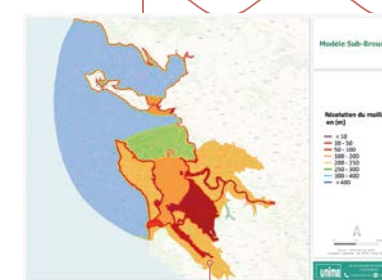 Modèle Sub-Brou
Résolution du maill
en (m)
< 10
10 - 50
50 - 100
100 - 200
200 - 250
250 - 300
300 - 400
> 400
unima